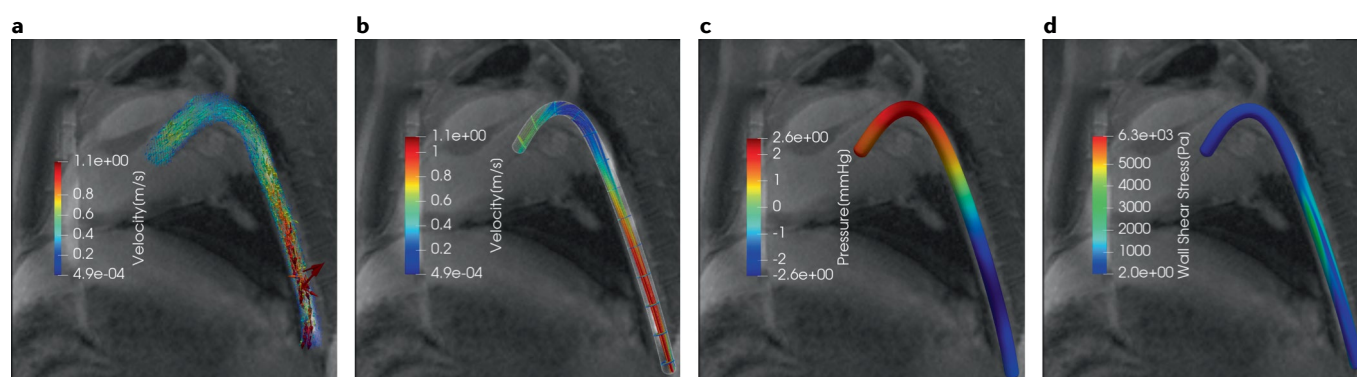 a
b
c
d
1.1e+00
0.8
0.6
0.4
0.2
4.9e-04
Velocity(m/s)
1.1e+00
1
0.8
0.6
0.4
0.2
4.9e-04
Velocity(m/s)
2.6e+00
2
1
0
-1
-2
-2.6e+00
Pressure(mmHg)
6.3e+03
5000
4000
3000
2000
1000
2.0e+00
Wall Shear Stress(Pa)